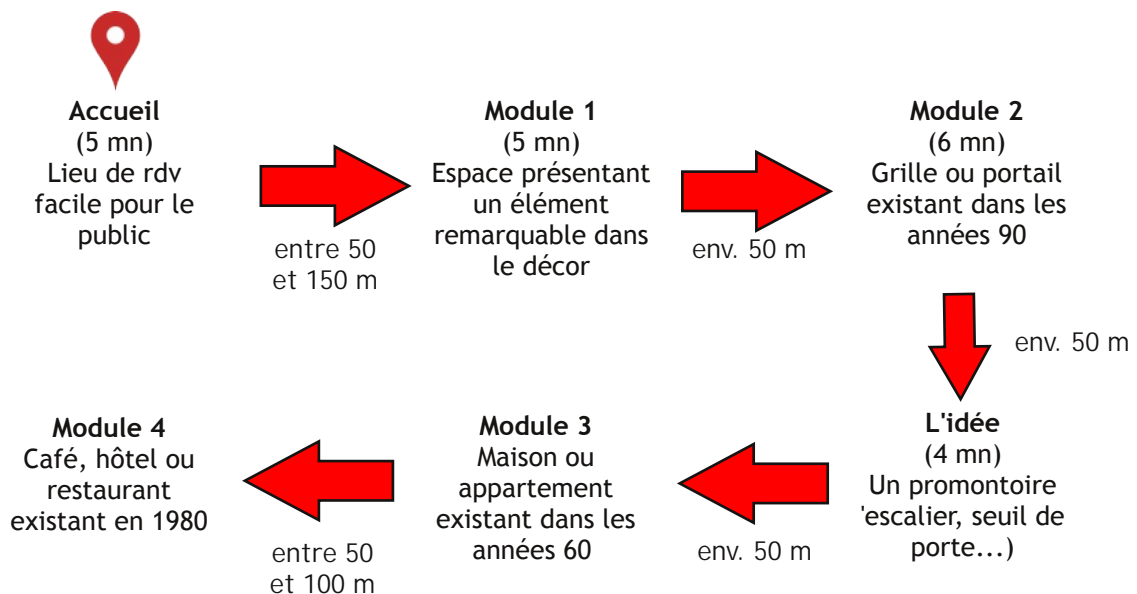 Accueil
(5 mn)
Lieu de rdv
facile pour le
public
entre 50
et 150 m
Module 1
(5 mn)
Espace présentant
un élément
remarquable dans
le décor
env. 50 m
Module 2
(6 mn)
Grille ou portail
existant dans les
années 90
env. 50 m
L'idée
(4 mn)
Un promontoire
'escalier, seuil de
porte...)
env. 50 m
Module 3
Maison ou
appartement
existant dans les
années 60
entre 50
et 100 m
Module 4
Café, hôtel ou
restaurant
existant en 1980